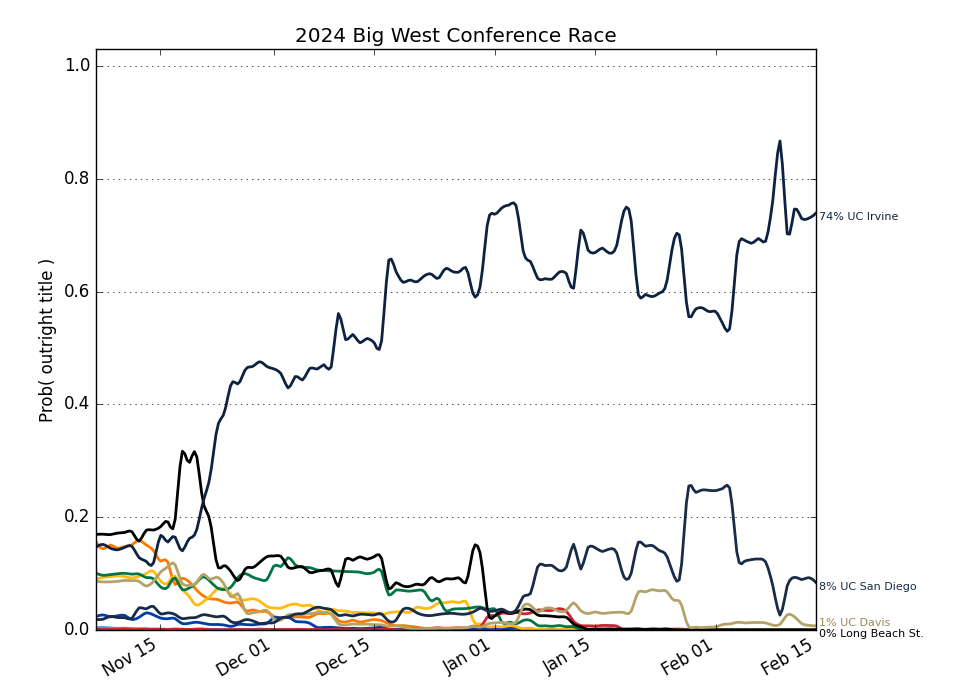 2024 Big West Conference Race
Prob( outright title )
1.0
0.8
0.6
0.4
0.2
0.0
74% UC Irvine
8% UC San Diego
1% UC Davis
0% Long Beach St.
Nov 15
Dec 01
Dec 15
Jan 01
Jan 15
Feb 01
Feb 15